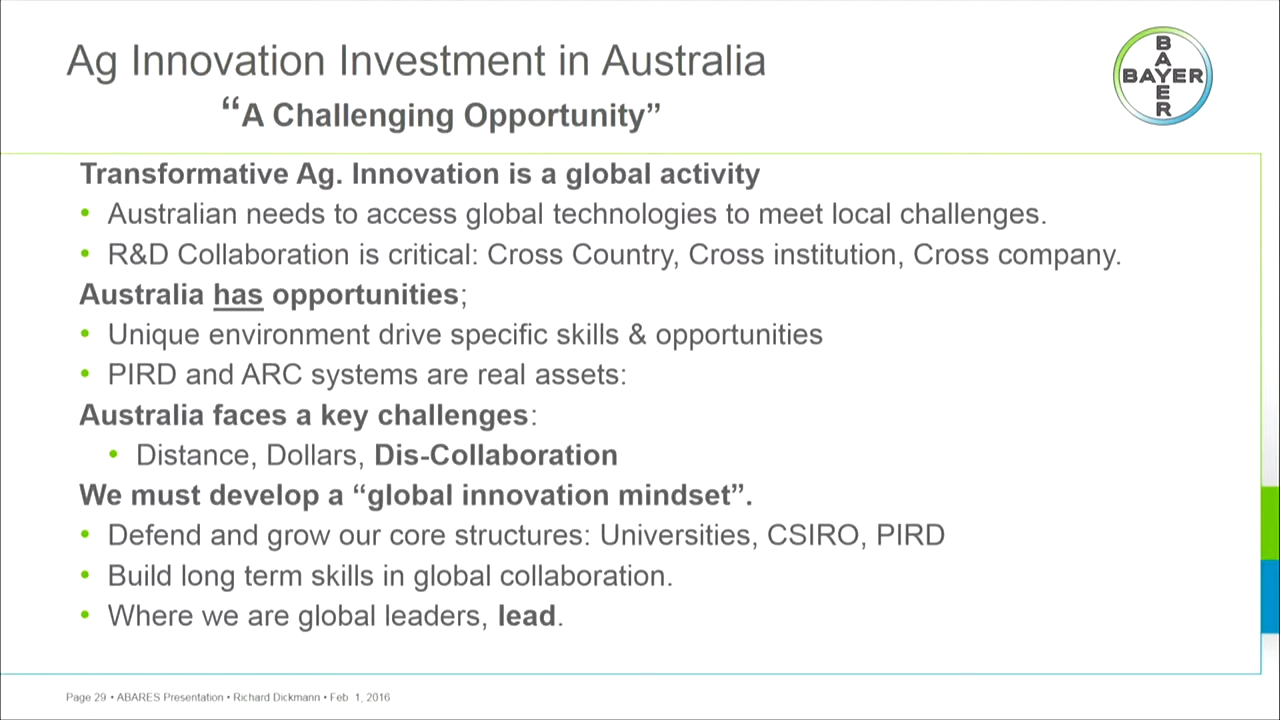 Ag Innovation Investment in Australia
“A Challenging Opportunity”
B
A
BAYER
E
R
Transformative Ag. Innovation is a global activity
• Australian needs to access global technologies to meet local challenges.
• R&D Collaboration is critical: Cross Country, Cross institution, Cross company.
Australia has opportunities;
• Unique environment drive specific skills & opportunities
• PIRD and ARC systems are real assets:
Australia faces a key challenges:
• Distance, Dollars, Dis-Collaboration
We must develop a “global innovation mindset”.
• Defend and grow our core structures: Universities, CSIRO, PIRD
• Build long term skills in global collaboration.
• Where we are global leaders, lead.
Page 29 • ABARES Presentation • Richard Dickmann • Feb 1, 2016